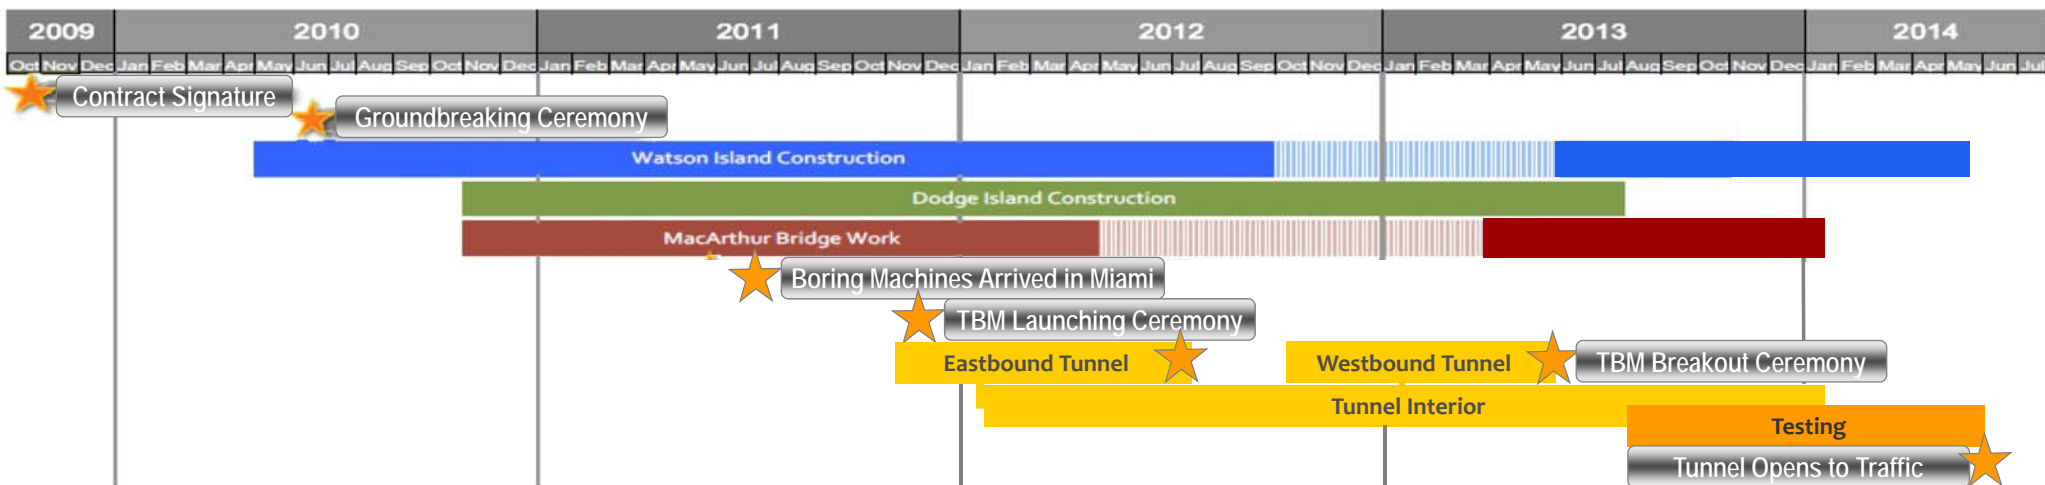 2009 2010 2011 2012 2013 2014
Oct Nov Dec Jan Feb Mar Apr May Jun Jul Aug Sep Oct Nov Dec Jan Feb Mar Apr May Jun Jul Aug Sep Oct Nov Dec Jan Feb Mar Apr May Jun Jul Aug Sep Oct Nov Dec Jan Feb Mar Apr May Jun Jul Aug Sep Oct Nov Dec Jan Feb Mar Apr May Jun Jul
Contract Signature
Groundbreaking Ceremony
Watson Island Construction
Dodge Island Construction
MacArthur Bridge Work
Boring Machines Arrived in Miami
TBM Launching Ceremony
Eastbound Tunnel Westbound Tunnel TBM Breakout Ceremony
Tunnel Interior
Testing
Tunnel Opens to Traffic